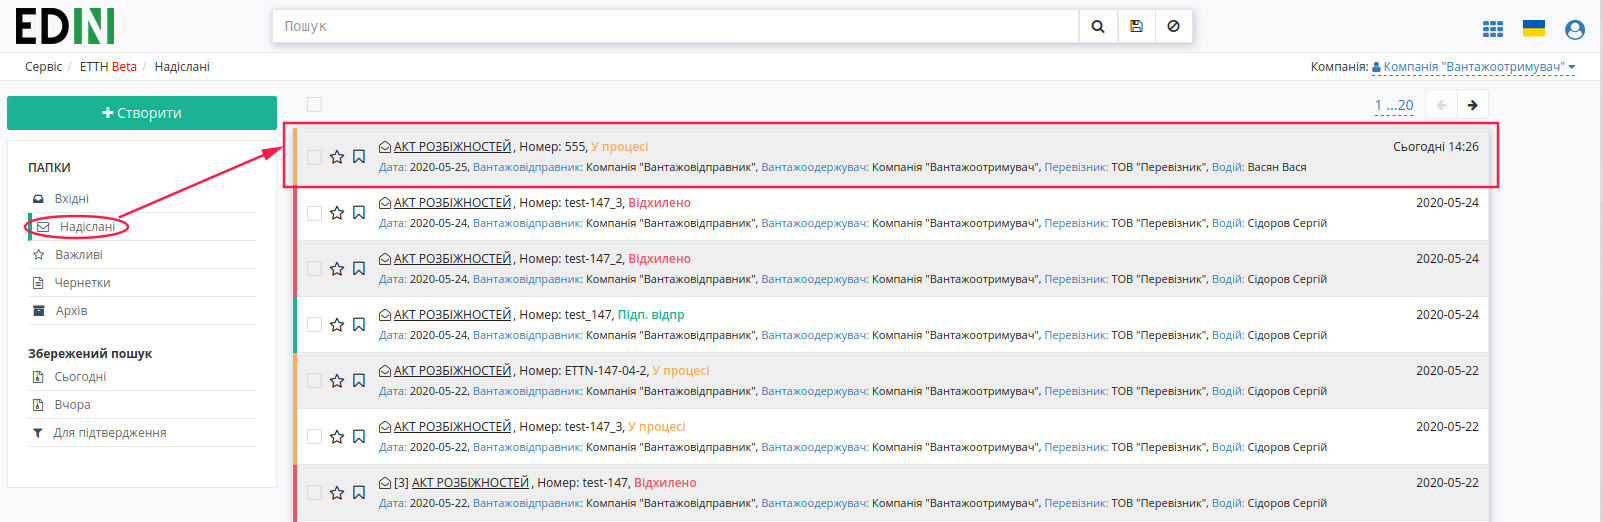 EDIN
Пошук
Сервіс / ЕТТН Beta / Надіслані
Компанія: Компанія "Вантажоотримувач"
Створити
1 ...20
ПАПКИ
Вхідні
Надіслані
Важливі
Чернетки
Архів
Збережений пошук
Сьогодні
Вчора
Для підтвердження
АКТ РОЗБІЖНОСТЕЙ, Номер: 555, У процесі Сьогодні 14:26
Дата: 2020-05-25, Вантажовідправник: Компанія "Вантажовідправник", Вантажоодержувач: Компанія "Вантажоотримувач", Перевізник: ТОВ "Перевізник", Водій: Васян Вася
АКТ РОЗБІЖНОСТЕЙ, Номер: test-147_3, Відхилено 2020-05-24
Дата: 2020-05-24, Вантажовідправник: Компанія "Вантажовідправник", Вантажоодержувач: Компанія "Вантажоотримувач", Перевізник: ТОВ "Перевізник", Водій: Сідоров Сергій
АКТ РОЗБІЖНОСТЕЙ, Номер: test-147_2, Відхилено 2020-05-24
Дата: 2020-05-24, Вантажовідправник: Компанія "Вантажовідправник", Вантажоодержувач: Компанія "Вантажоотримувач", Перевізник: ТОВ "Перевізник", Водій: Сідоров Сергій
АКТ РОЗБІЖНОСТЕЙ, Номер: test_147, Підп. відпр 2020-05-24
Дата: 2020-05-24, Вантажовідправник: Компанія "Вантажовідправник", Вантажоодержувач: Компанія "Вантажоотримувач", Перевізник: ТОВ "Перевізник", Водій: Сідоров Сергій
АКТ РОЗБІЖНОСТЕЙ, Номер: ETTN-147-04-2, У процесі 2020-05-22
Дата: 2020-05-22, Вантажовідправник: Компанія "Вантажовідправник", Вантажоодержувач: Компанія "Вантажоотримувач", Перевізник: ТОВ "Перевізник", Водій: Сідоров Сергій
АКТ РОЗБІЖНОСТЕЙ, Номер: test-147_3, У процесі 2020-05-22
Дата: 2020-05-22, Вантажовідправник: Компанія "Вантажовідправник", Вантажоодержувач: Компанія "Вантажоотримувач", Перевізник: ТОВ "Перевізник", Водій: Сідоров Сергій
[3] АКТ РОЗБІЖНОСТЕЙ, Номер: test-147, Відхилено 2020-05-22
Дата: 2020-05-22, Вантажовідправник: Компанія "Вантажовідправник", Вантажоодержувач: Компанія "Вантажоотримувач", Перевізник: ТОВ "Перевізник", Водій: Сідоров Сергій